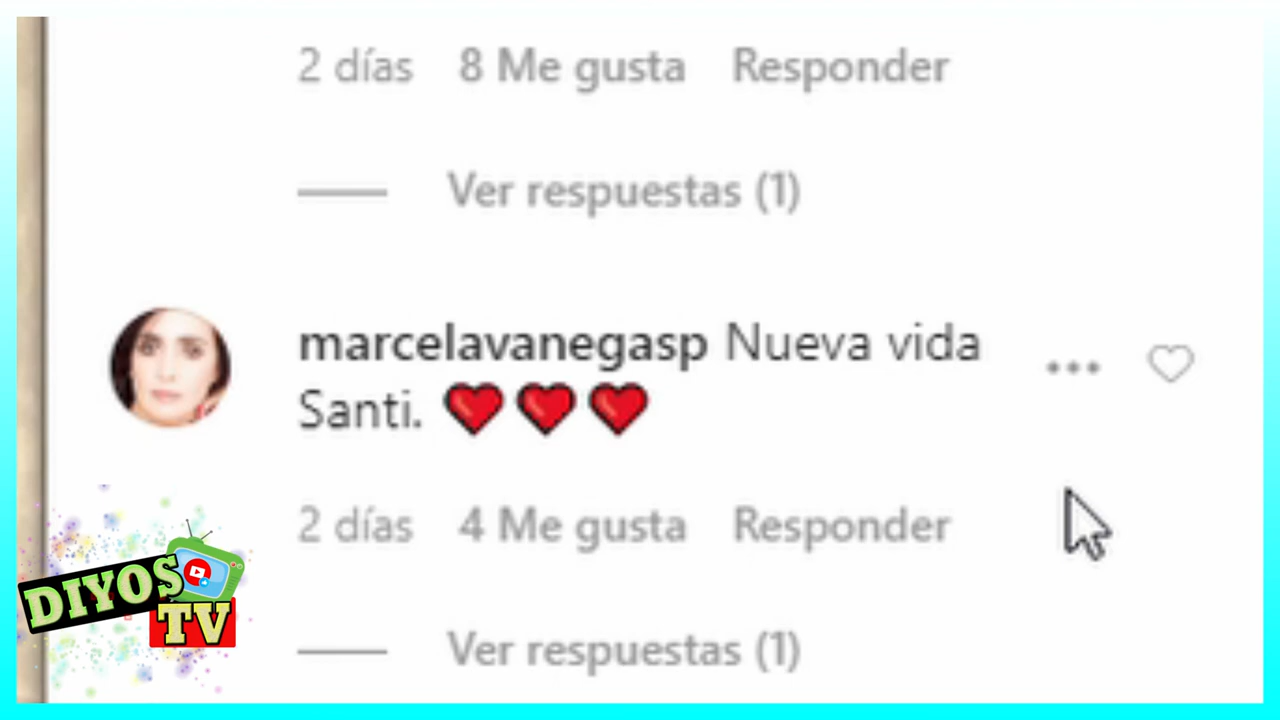 2 días 8 Me gusta Responder
Ver respuestas (1)
marcelavanegasp Nueva vida
Santi. ❤️❤️❤️
2 días 4 Me gusta Responder
Ver respuestas (1)
DIYOS
TV